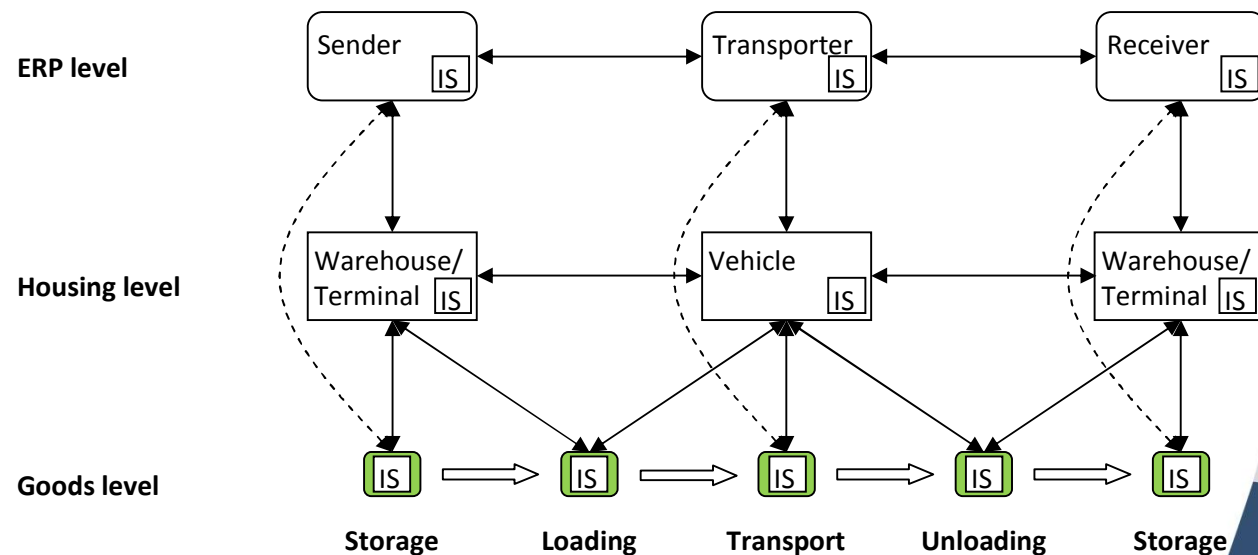 ERP level
Sender
IS
Transporter
IS
Receiver
IS
Housing level
Warehouse/
Terminal
IS
Vehicle
IS
Warehouse/
Terminal
IS
Goods level
IS
IS
IS
IS
IS
Storage
Loading
Transport
Unloading
Storage